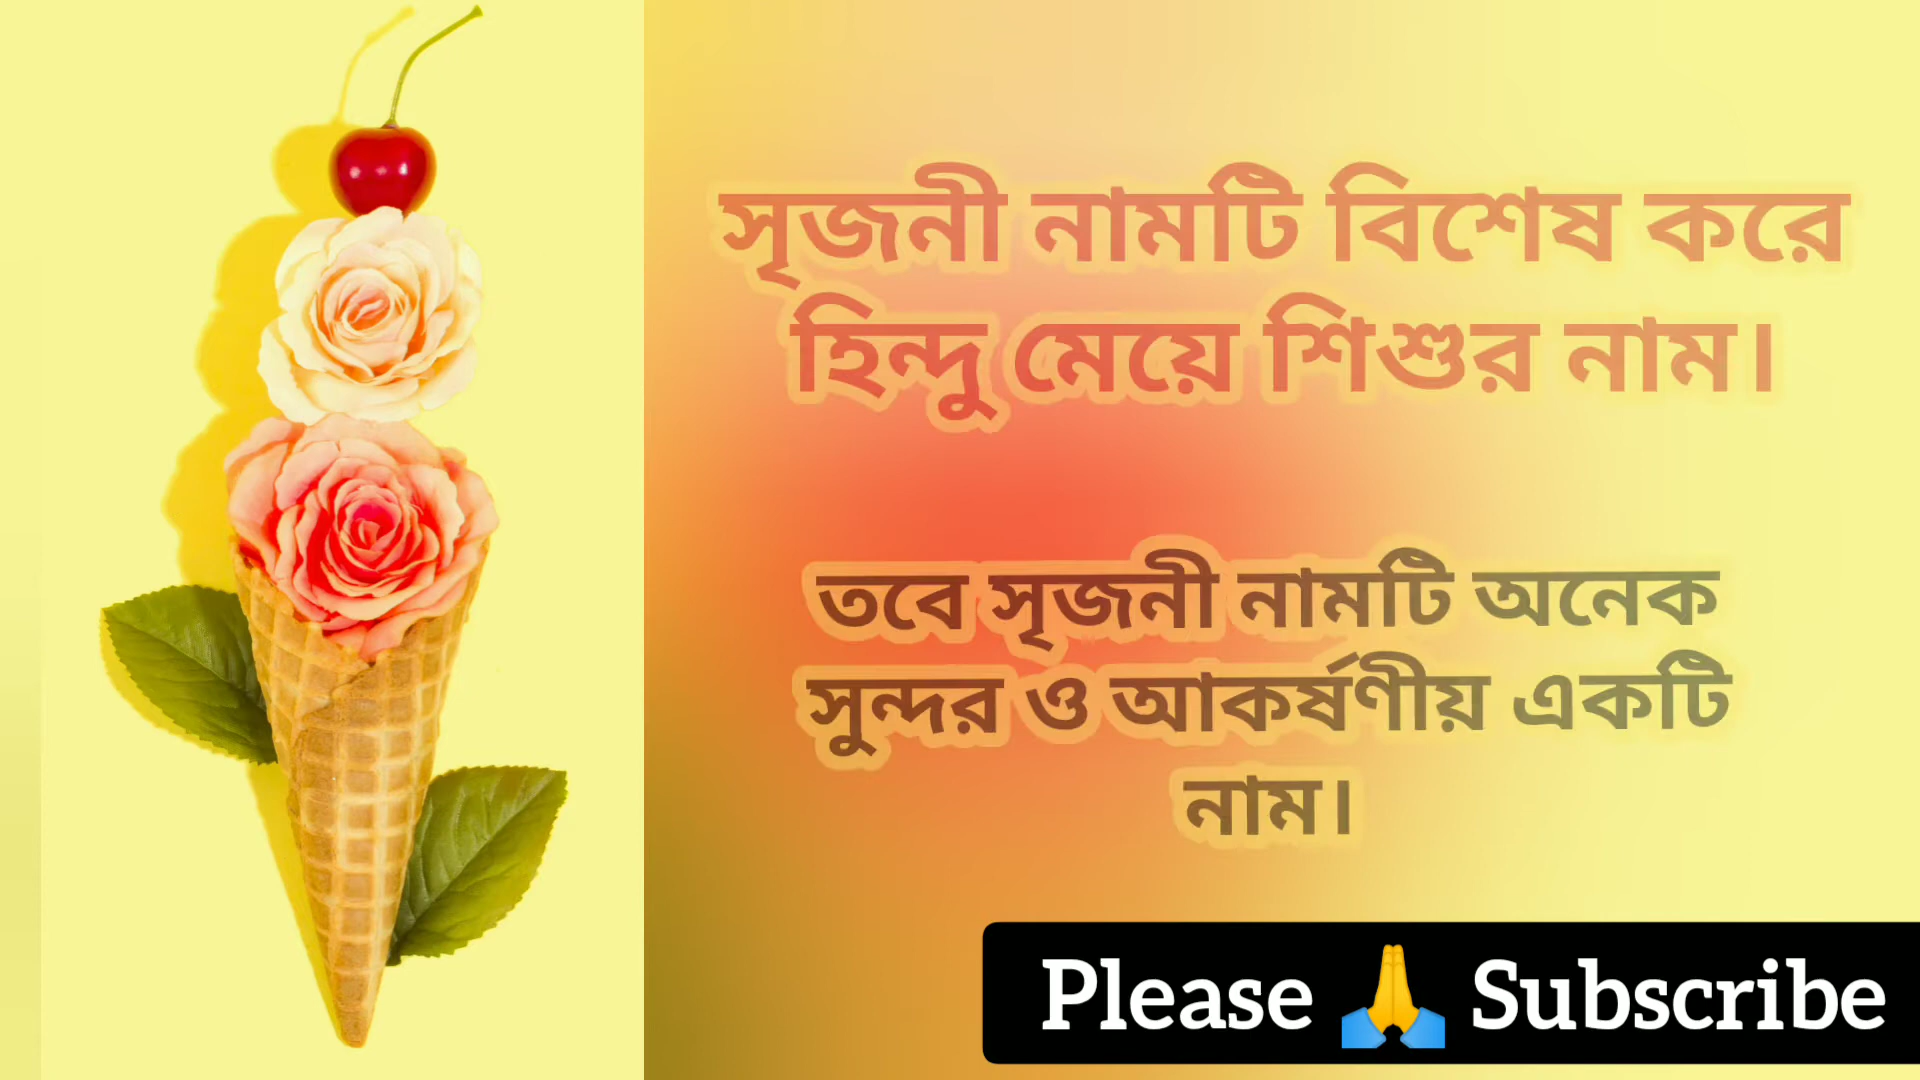 সৃজনী নামটি বিশেষ করে
হিন্দু মেয়ে শিশুর নাম।
তবে সৃজনী নামটি অনেক
সুন্দর ও আকর্ষণীয় একটি
নাম।
Please 🙏 Subscribe